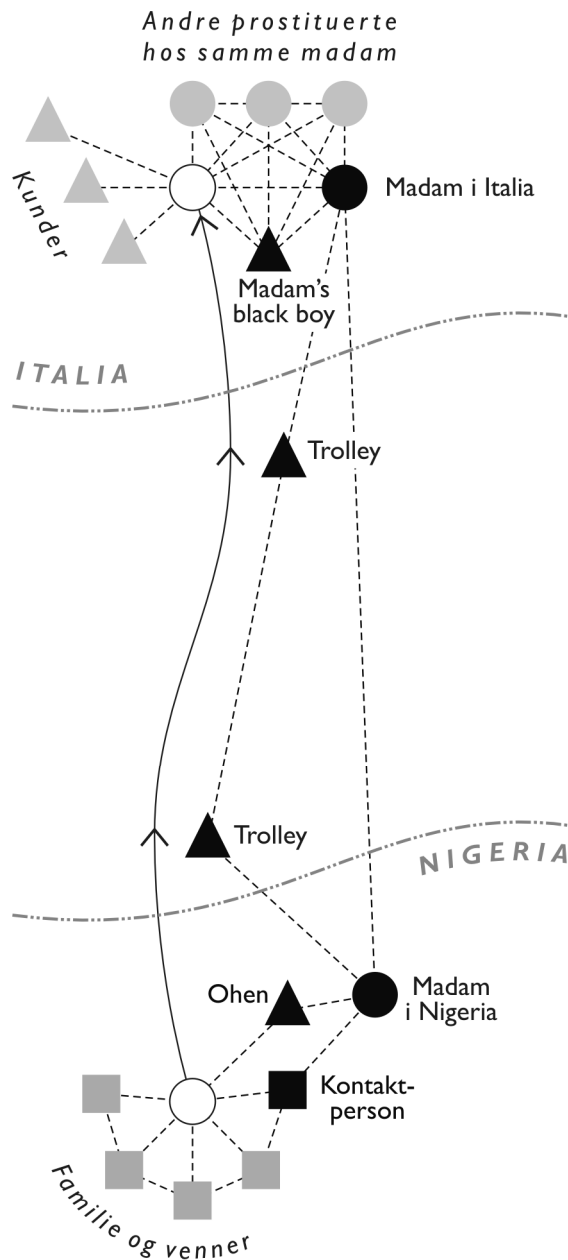 Andre prostituerte
hos samme madam
Kunder
Madam i Italia
Madam's
black boy
ITALIA
Trolley
Trolley
NIGERIA
Ohen
Madam
i Nigeria
Kontakt-
person
Familie og venner